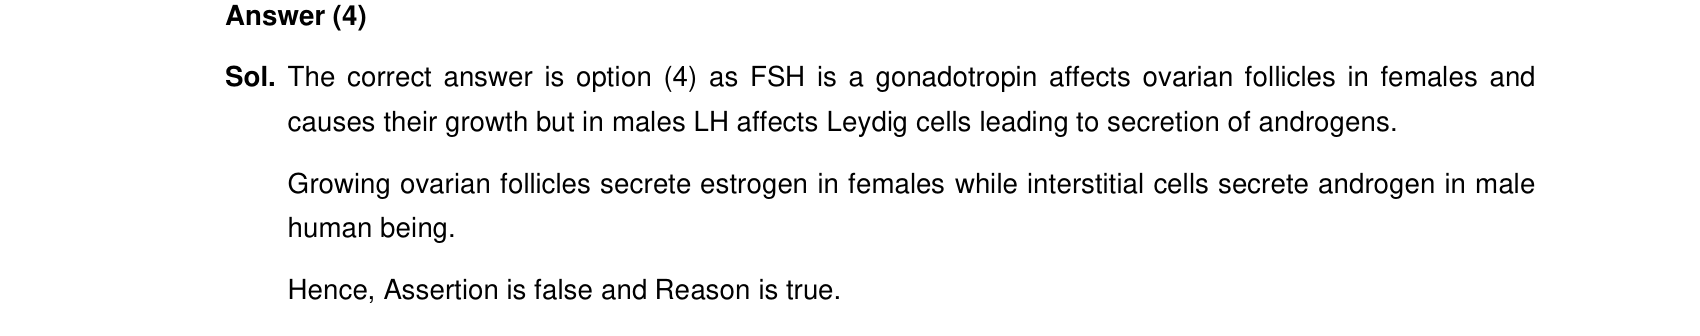 Answer (4)
Sol. The correct answer is option (4) as FSH is a gonadotropin affects ovarian follicles in females and
causes their growth but in males LH affects Leydig cells leading to secretion of androgens.
Growing ovarian follicles secrete estrogen in females while interstitial cells secrete androgen in male
human being.
Hence, Assertion is false and Reason is true.